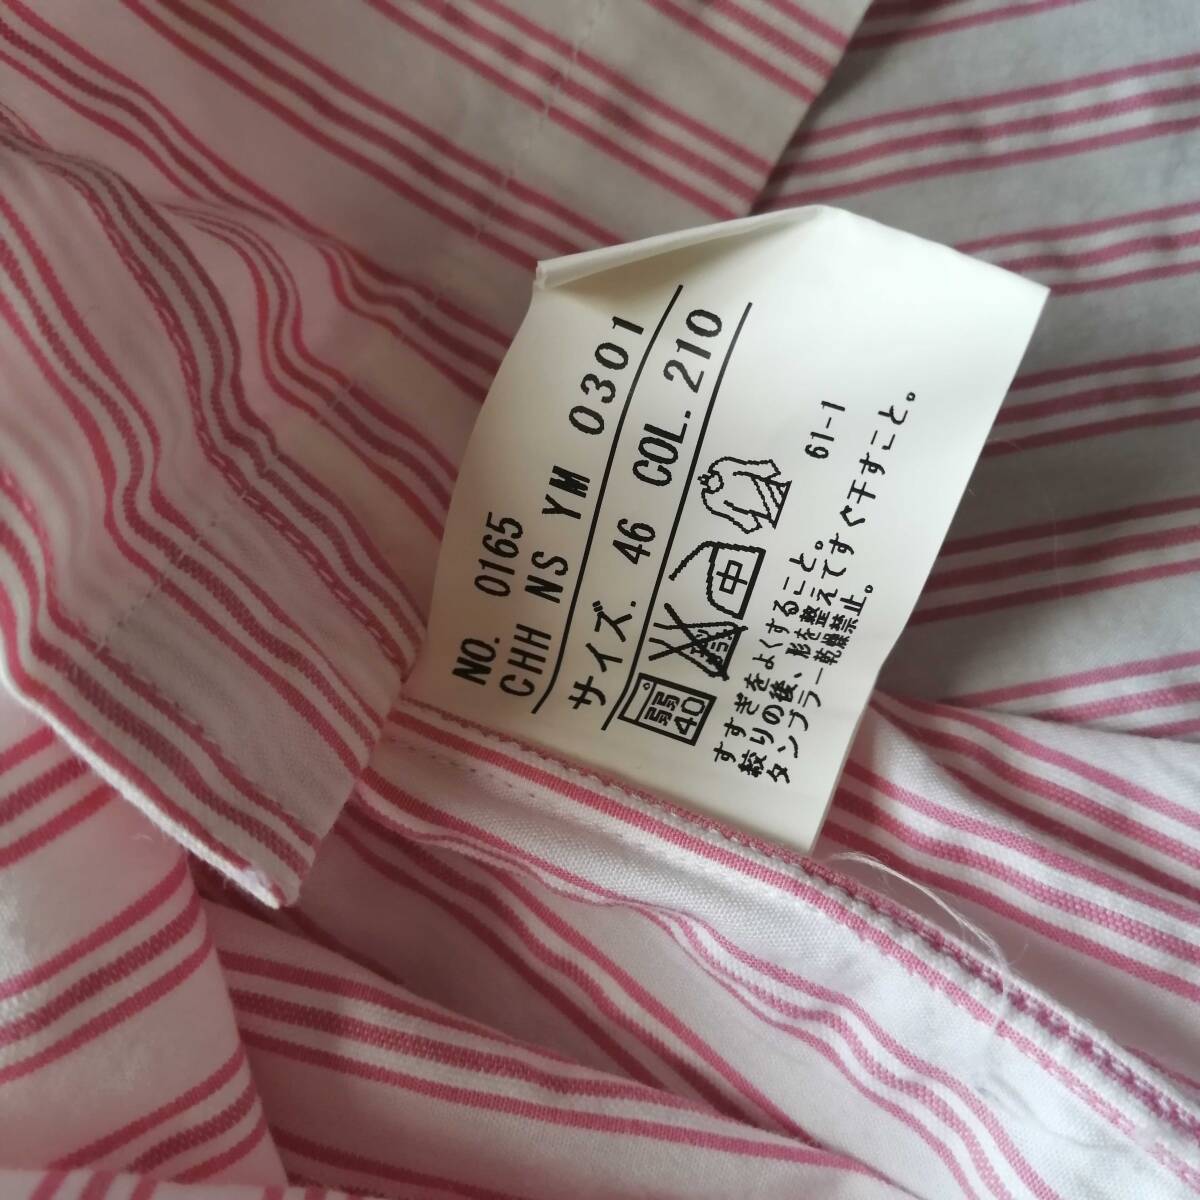 NO. 0165
CHH NS YM 0301
サイズ. 46 COL. 210
弱
40
中
61-1
すすぎをよくすること。
絞りの後、形を整えてすぐ干すこと。
タンブラー乾燥禁止。